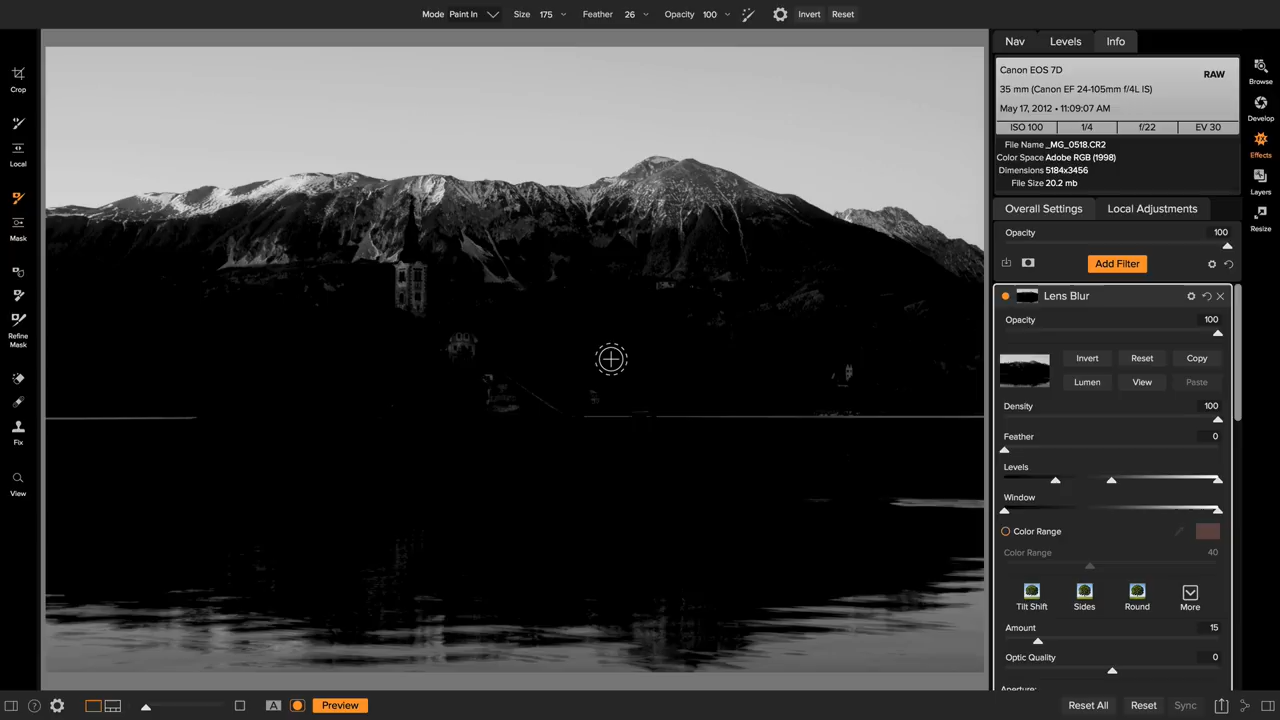 Mode Paint In Size 175 Feather 26 Opacity 100 Invert Reset
Crop
Local
Mask
Refine
Mask
Fix
View
Nav Levels Info
Canon EOS 7D RAW
35 mm (Canon EF 24-105mm f/4L IS)
May 17, 2012 • 11:09:07 AM
ISO 100 1/4 f/22 EV 30
File Name _MG_0518.CR2
Color Space Adobe RGB (1998)
Dimensions 5184x3456
File Size 20.2 mb
Browse
Develop
Effects
Layers
Resize
Overall Settings Local Adjustments
Opacity 100
Add Filter
Lens Blur
Opacity 100
Invert Reset Copy
Lumen View Paste
Density 100
Feather 0
Levels
Window
Color Range
Color Range 40
Tilt Shift Sides Round More
Amount 15
Optic Quality 0
Aperture:
? A Preview Reset All Reset Sync